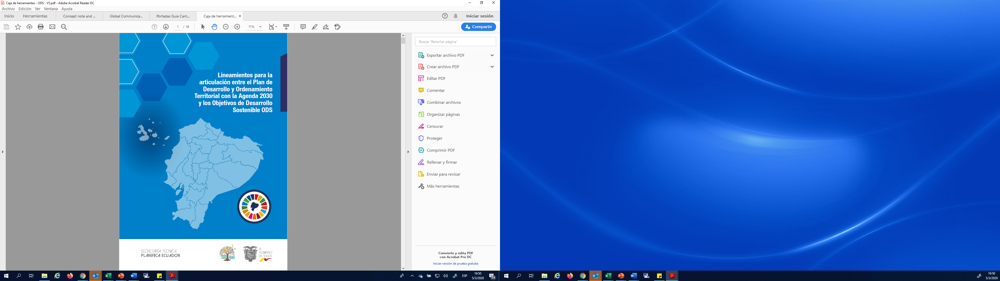 Caja de herramientas - ODS - V5.pdf - Adobe Acrobat Reader DC
Archivo Edición Ver Ventana Ayuda
Inicio Herramientas Concept note and ... Global Communica... Portadas Guia Cant... Caja de herramient... × Iniciar sesión
1 / 36 71% Compartir
Buscar 'Recortar página'
Exportar archivo PDF
Crear archivo PDF
Editar PDF
Comentar
Combinar archivos
Organizar páginas
Censurar
Proteger
Comprimir PDF
Rellenar y firmar
Enviar para revisar
Más herramientas
Convierte y edita PDF
con Acrobat Pro DC
Iniciar versión de prueba gratuita
Lineamientos para la
articulación entre el Plan de
Desarrollo y Ordenamiento
Territorial con la Agenda 2030
y los Objetivos de Desarrollo
Sostenible ODS
SECRETARÍA TÉCNICA
PLANIFICA ECUADOR
Toda
una Vida
EL
GOBIERNO
DE TODOS
ESP
16:50
5/3/2020
24
16:50
5/3/2020